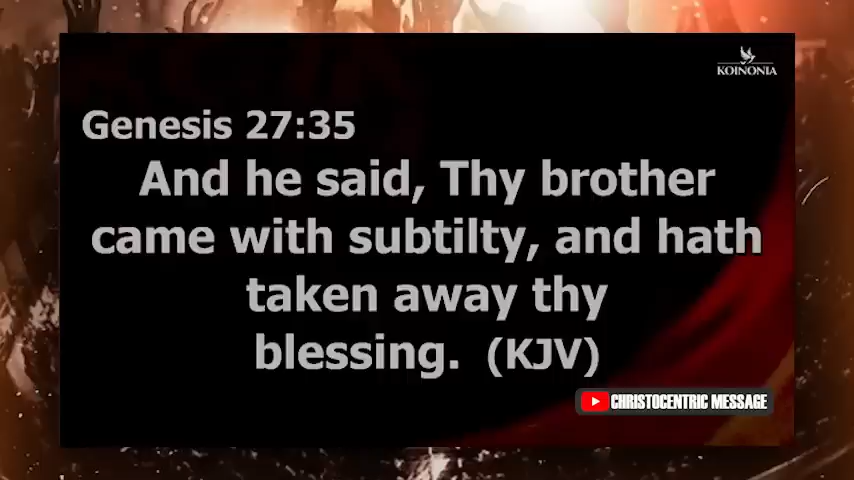 KOINONIA
Genesis 27:35
And he said, Thy brother
came with subtilty, and hath
taken away thy
blessing. (KJV)
CHRISTOCENTRIC MESSAGE